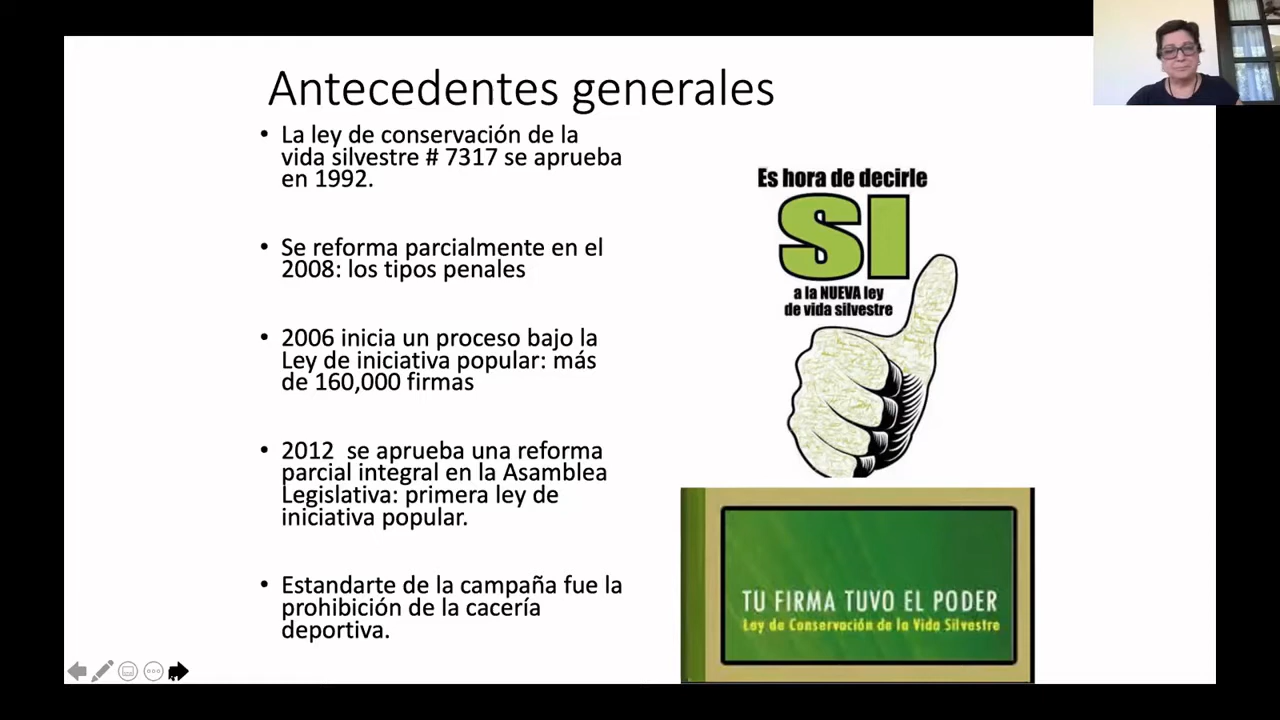 Antecedentes generales
• La ley de conservación de la
vida silvestre # 7317 se aprueba
en 1992.
• Se reforma parcialmente en el
2008: los tipos penales
• 2006 inicia un proceso bajo la
Ley de iniciativa popular: más
de 160,000 firmas
• 2012 se aprueba una reforma
parcial integral en la Asamblea
Legislativa: primera ley de
iniciativa popular.
• Estandarte de la campaña fue la
prohibición de la cacería
deportiva.
Es hora de decirle
SI
a la NUEVA ley
de vida silvestre
TU FIRMA TUVO EL PODER
Ley de Conservación de la Vida Silvestre